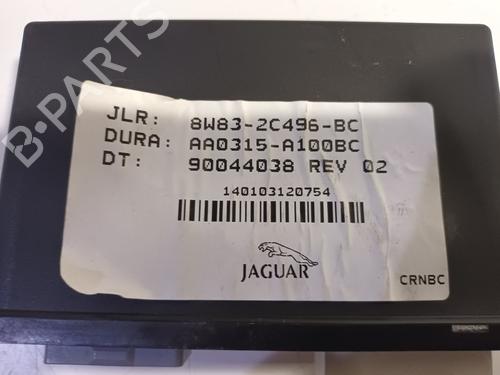 B-PARTS
JLR: 8W83-2C496-BC
DURA: AA0315-A100BC
DT: 90044038 REV 02
140103120754
JAGUAR
CRNBC